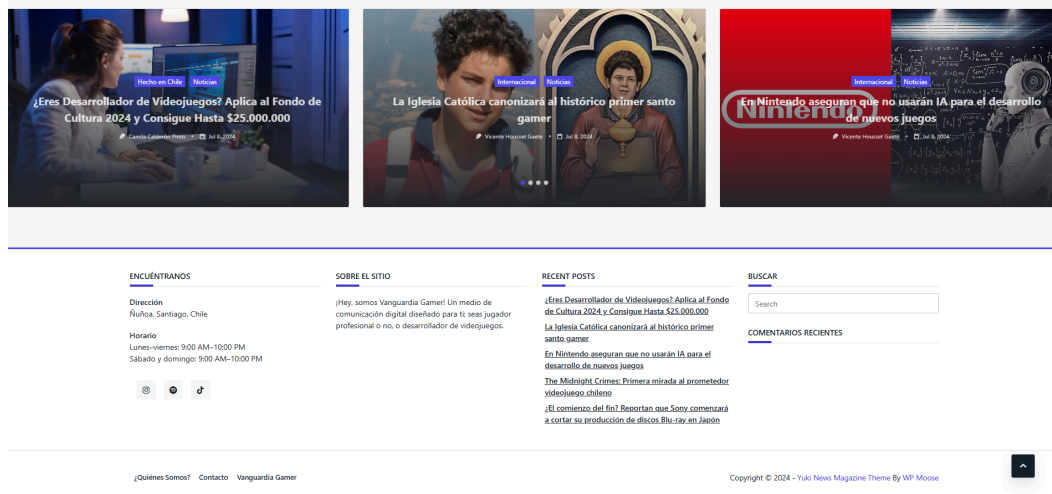 Hecho en Chile Noticias
¿Eres Desarrollador de Videojuegos? Aplica al Fondo de
Cultura 2024 y Consigue Hasta $25.000.000
Camila Calderón Pinto • Jul 8, 2024
Internacional Noticias
La Iglesia Católica canonizará al histórico primer santo
gamer
Vicente Housset Gaete • Jul 8, 2024
Internacional Noticias
En Nintendo aseguran que no usarán IA para el desarrollo
de nuevos juegos
Nintendo
Vicente Housset Gaete • Jul 8, 2024
ENCUÉNTRANOS
Dirección
Ñuñoa, Santiago, Chile
Horario
Lunes–viernes: 9:00 AM–10:00 PM
Sábado y domingo: 9:00 AM–10:00 PM
SOBRE EL SITIO
¡Hey, somos Vanguardia Gamer! Un medio de
comunicación digital diseñado para ti: seas jugador
profesional o no, o desarrollador de videojuegos.
RECENT POSTS
¿Eres Desarrollador de Videojuegos? Aplica al Fondo
de Cultura 2024 y Consigue Hasta $25.000.000
La Iglesia Católica canonizará al histórico primer
santo gamer
En Nintendo aseguran que no usarán IA para el
desarrollo de nuevos juegos
The Midnight Crimes: Primera mirada al prometedor
videojuego chileno
¿El comienzo del fin? Reportan que Sony comenzará
a cortar su producción de discos Blu-ray en Japón
BUSCAR
Search
COMENTARIOS RECIENTES
¿Quiénes Somos? Contacto Vanguardia Gamer
Copyright © 2024 - Yuki News Magazine Theme By WP Moose